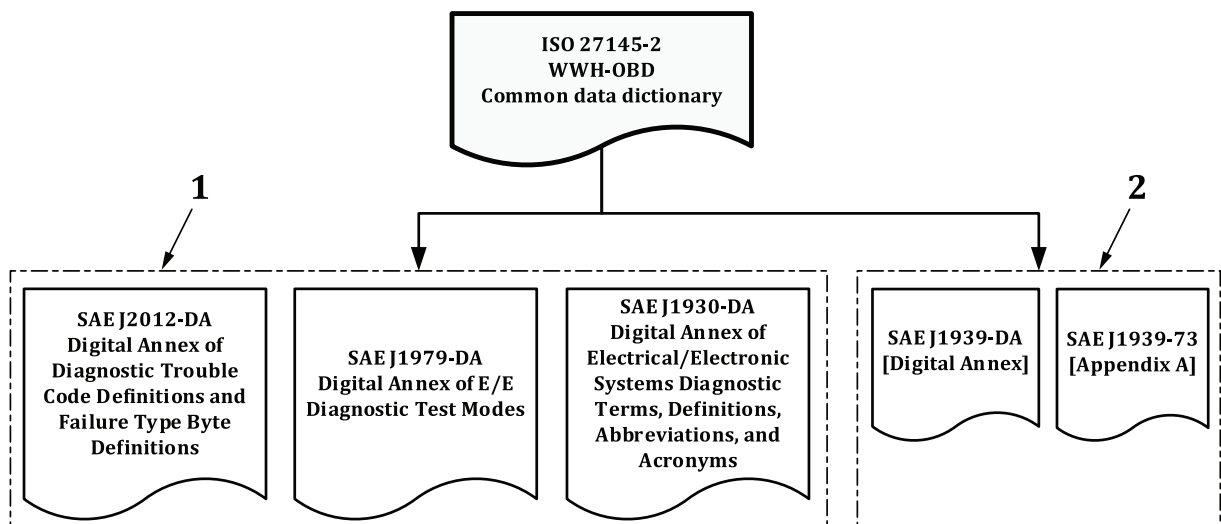 ISO 27145-2
WWH-OBD
Common data dictionary
1
2
SAE J2012-DA
Digital Annex of
Diagnostic Trouble
Code Definitions and
Failure Type Byte
Definitions
SAE J1979-DA
Digital Annex of E/E
Diagnostic Test Modes
SAE J1930-DA
Digital Annex of
Electrical/Electronic
Systems Diagnostic
Terms, Definitions,
Abbreviations, and
Acronyms
SAE J1939-DA
[Digital Annex]
SAE J1939-73
[Appendix A]